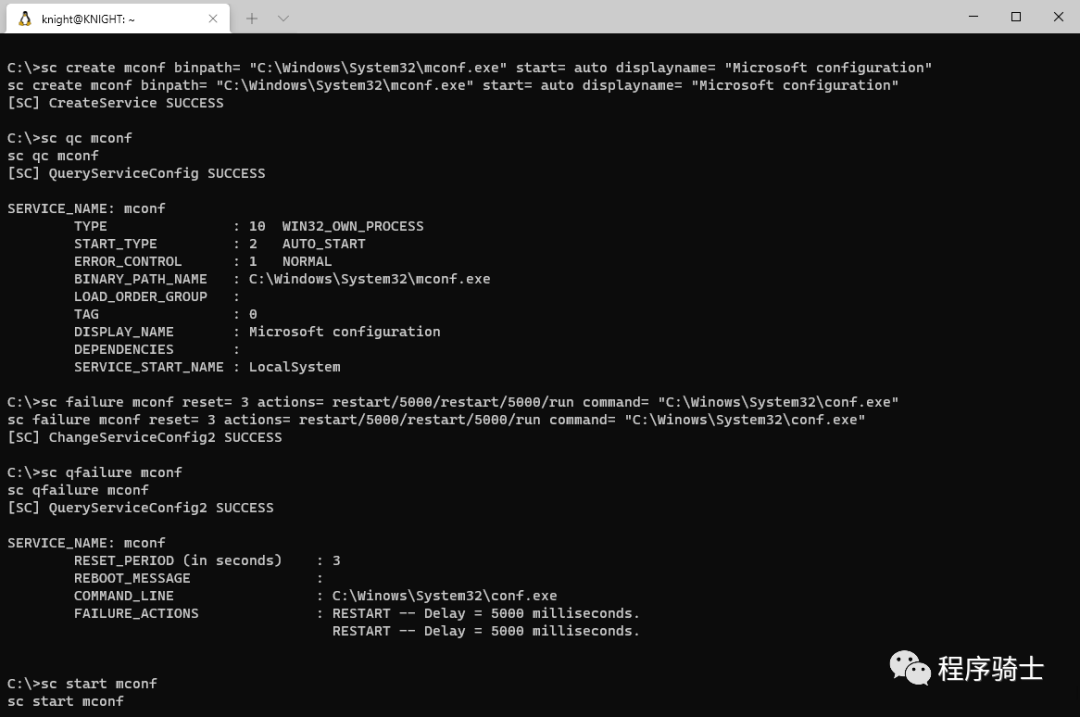 knight@KNIGHT: ~
C:\>sc create mconf binpath= "C:\Windows\System32\mconf.exe" start= auto displayname= "Microsoft configuration"
sc create mconf binpath= "C:\Windows\System32\mconf.exe" start= auto displayname= "Microsoft configuration"
[SC] CreateService SUCCESS
C:\>sc qc mconf
sc qc mconf
[SC] QueryServiceConfig SUCCESS
SERVICE_NAME: mconf
TYPE : 10 WIN32_OWN_PROCESS
START_TYPE : 2 AUTO_START
ERROR_CONTROL : 1 NORMAL
BINARY_PATH_NAME : C:\Windows\System32\mconf.exe
LOAD_ORDER_GROUP :
TAG : 0
DISPLAY_NAME : Microsoft configuration
DEPENDENCIES :
SERVICE_START_NAME : LocalSystem
C:\>sc failure mconf reset= 3 actions= restart/5000/restart/5000/run command= "C:\Winows\System32\conf.exe"
sc failure mconf reset= 3 actions= restart/5000/restart/5000/run command= "C:\Winows\System32\conf.exe"
[SC] ChangeServiceConfig2 SUCCESS
C:\>sc qfailure mconf
sc qfailure mconf
[SC] QueryServiceConfig2 SUCCESS
SERVICE_NAME: mconf
RESET_PERIOD (in seconds) : 3
REBOOT_MESSAGE :
COMMAND_LINE : C:\Winows\System32\conf.exe
FAILURE_ACTIONS : RESTART -- Delay = 5000 milliseconds.
RESTART -- Delay = 5000 milliseconds.
程序骑士
C:\>sc start mconf
sc start mconf